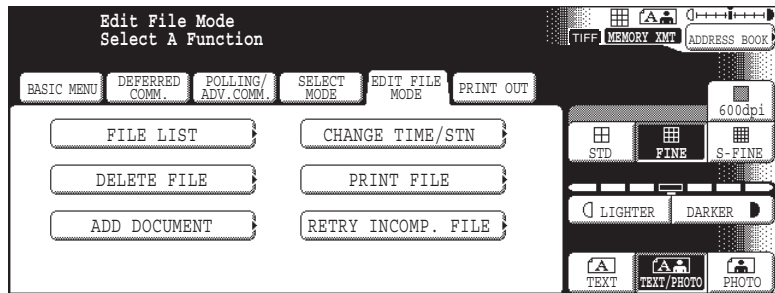 Edit File Mode
Select A Function
TIFF MEMORY XMT ADDRESS BOOK
BASIC MENU
DEFERRED
COMM.
POLLING/
ADV.COMM.
SELECT
MODE
EDIT FILE
MODE
PRINT OUT
FILE LIST
CHANGE TIME/STN
DELETE FILE
PRINT FILE
ADD DOCUMENT
RETRY INCOMP. FILE
600dpi
STD FINE S-FINE
LIGHTER DARKER
A A
TEXT TEXT/PHOTO PHOTO